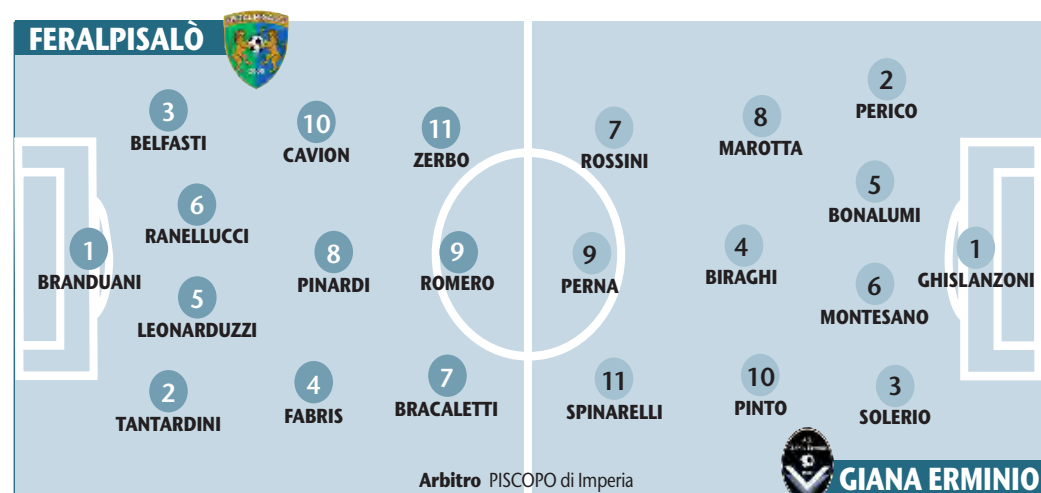 FERALPISALÒ
3
BELFASTI
10
CAVION
11
ZERBO
6
RANELLUCCI
1
BRANDUANI
8
PINARDI
9
ROMERO
5
LEONARDUZZI
2
TANTARDINI
4
FABRIS
7
BRACALETTI
7
ROSSINI
8
MAROTTA
2
PERICO
5
BONALUMI
9
PERNA
4
BIRAGHI
1
GHISLANZONI
6
MONTESANO
11
SPINARELLI
10
PINTO
3
SOLERIO
Arbitro PISCOPO di Imperia
GIANA ERMINIO